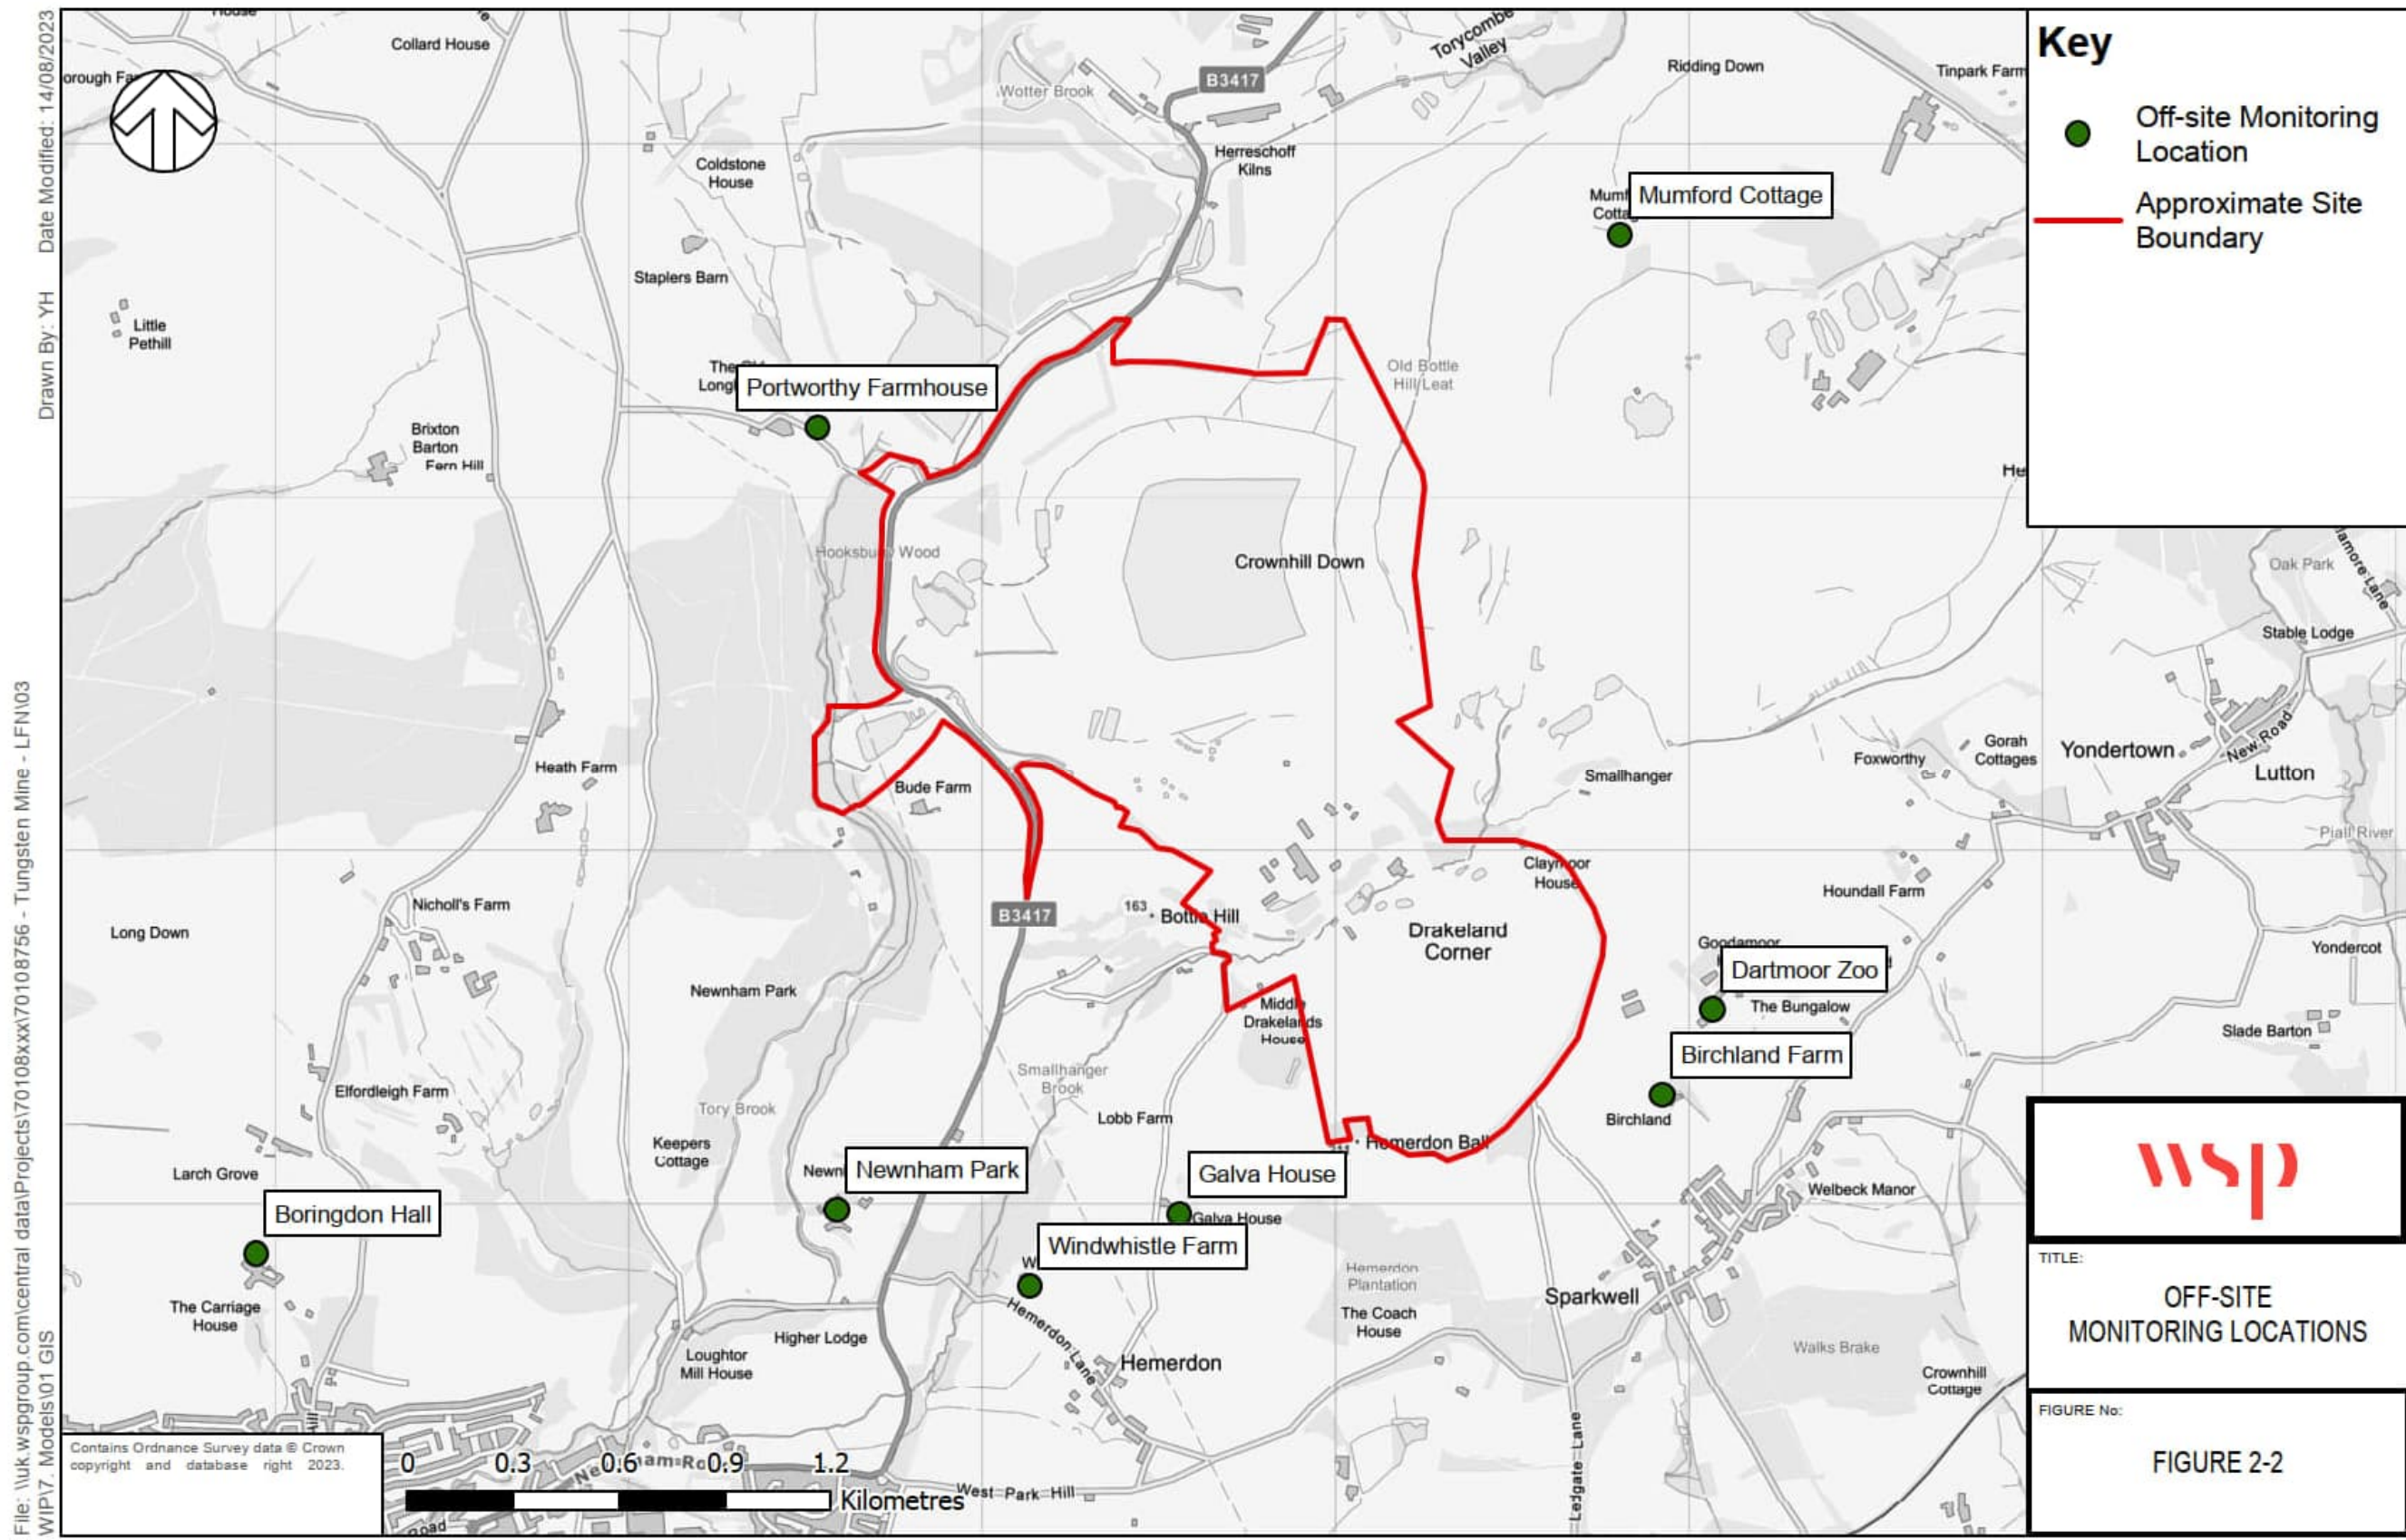 File: \\uk.wspgroup.com\central data\Projects\70108xxx\70108756 - Tungsten Mine - LFN\03
WIP\7. Models\01 GIS
Drawn By: YH
Date Modified: 14/08/2023
House
Collard House
Torycombe
Valley
Ridding Down
Tinpark Farm
B3417
Wotter Brook
Herreschoff
Kilns
Coldstone
House
Mumford Cottage
Staplers Barn
Little
Pethill
Old Bottle
Hill Leat
Portworthy Farmhouse
Brixton
Barton
Fern Hill
Hooksbury Wood
Crownhill Down
Oak Park
Stable Lodge
New Road
Yondertown
Lutton
Gorah
Cottages
Foxworthy
Smallhanger
Heath Farm
Bude Farm
Piall River
Claymoor
House
Houndall Farm
Nicholl's Farm
Long Down
B3417
163
Bottle Hill
Drakeland
Corner
Yondercot
Goodamoor
Dartmoor Zoo
The Bungalow
Newnham Park
Middle
Drakelands
House
Slade Barton
Birchland Farm
Smallhanger
Brook
Elfordleigh Farm
Tory Brook
Lobb Farm
Birchland
Keepers
Cottage
Hemerdon Ball
Larch Grove
Newnham Park
Galva House
Welbeck Manor
Boringdon Hall
Galva House
Windwhistle Farm
Hemerdon
Plantation
The Coach
House
Sparkwell
The Carriage
House
Hemerdon Lane
Higher Lodge
Loughtor
Mill House
Hemerdon
Walks Brake
Crownhill
Cottage
Ledgate Lane
West Park Hill
Road
Contains Ordnance Survey data © Crown
copyright and database right 2023.
0 0.3 0.6 0.9 1.2
Kilometres
Key
Off-site Monitoring
Location
Approximate Site
Boundary
wsp
TITLE:
OFF-SITE
MONITORING LOCATIONS
FIGURE No:
FIGURE 2-2